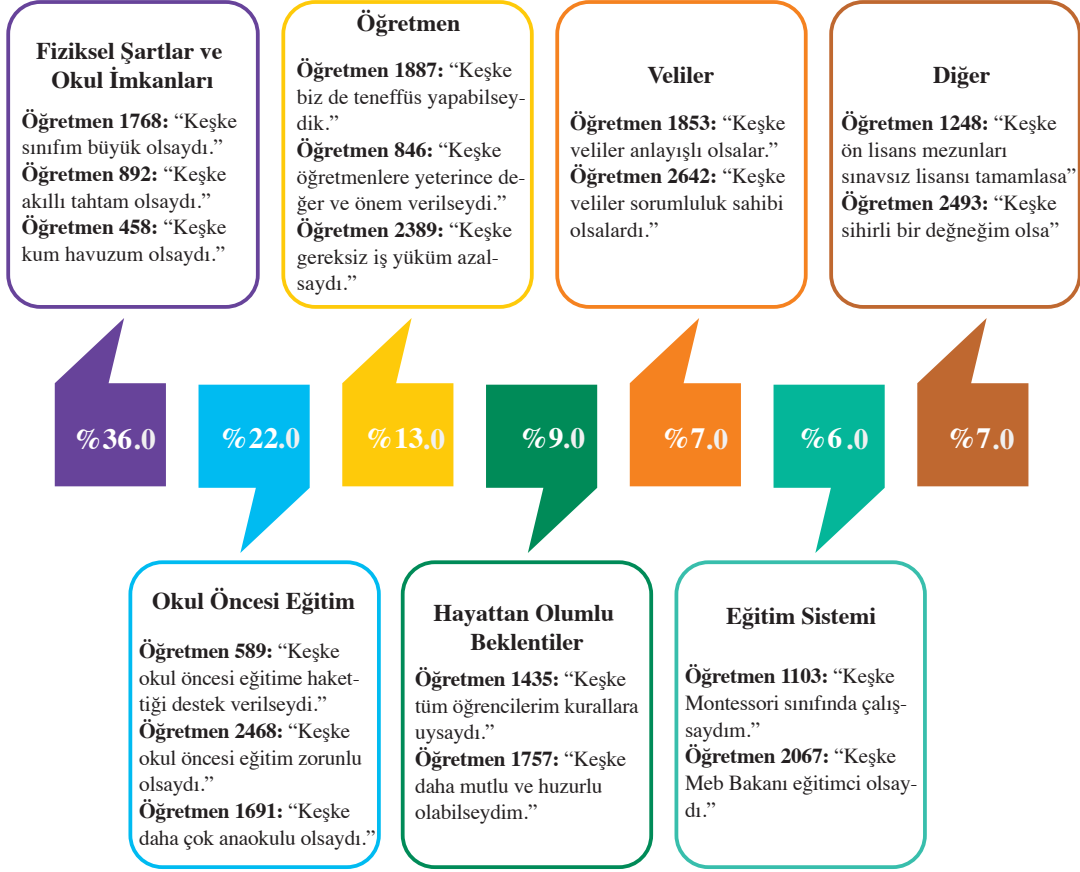 Fiziksel Şartlar ve
Okul İmkanları
Öğretmen 1768: “Keşke
sınıfım büyük olsaydı.”
Öğretmen 892: “Keşke
akıllı tahtam olsaydı.”
Öğretmen 458: “Keşke
kum havuzum olsaydı.”
Öğretmen
Öğretmen 1887: “Keşke
biz de teneffüs yapabilsey-
dik.”
Öğretmen 846: “Keşke
öğretmenlere yeterince de-
ğer ve önem verilseydi.”
Öğretmen 2389: “Keşke
gereksiz iş yüküm azal-
saydı.”
Veliler
Öğretmen 1853: “Keşke
veliler anlayışlı olsalar.”
Öğretmen 2642: “Keşke
veliler sorumluluk sahibi
olsalardı.”
Diğer
Öğretmen 1248: “Keşke
ön lisans mezunları
sınavsız lisansı tamamlasa”
Öğretmen 2493: “Keşke
sihirli bir değneğim olsa”
%36.0
%22.0
%13.0
%9.0
%7.0
%6.0
%7.0
Okul Öncesi Eğitim
Öğretmen 589: “Keşke
okul öncesi eğitime haket-
tiği destek verilseydi.”
Öğretmen 2468: “Keşke
okul öncesi eğitim zorunlu
olsaydı.”
Öğretmen 1691: “Keşke
daha çok anaokulu olsaydı.”
Hayattan Olumlu
Beklentiler
Öğretmen 1435: “Keşke
tüm öğrencilerim kurallara
uysaydı.”
Öğretmen 1757: “Keşke
daha mutlu ve huzurlu
olabilseydim.”
Eğitim Sistemi
Öğretmen 1103: “Keşke
Montessori sınıfında çalış-
saydım.”
Öğretmen 2067: “Keşke
Meb Bakanı eğitimci olsay-
dı.”